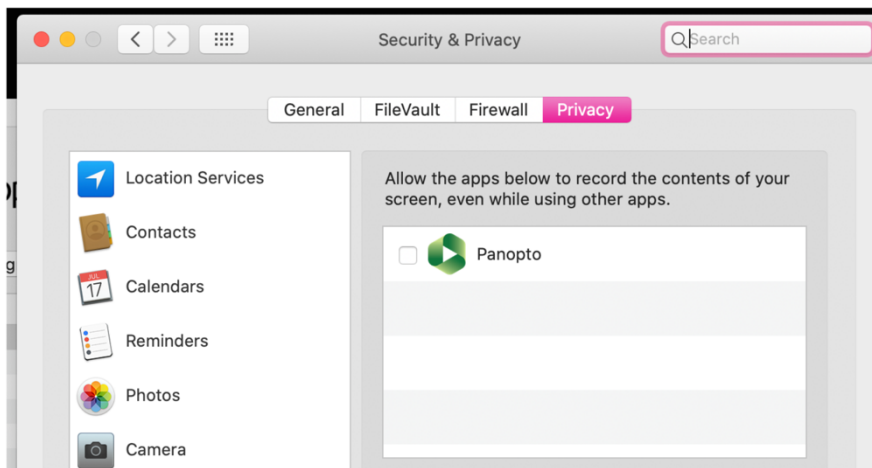 Security & Privacy
Search
General
FileVault
Firewall
Privacy
Location Services
Contacts
JUL
17
Calendars
Reminders
Photos
Camera
Allow the apps below to record the contents of your
screen, even while using other apps.
Panopto
g